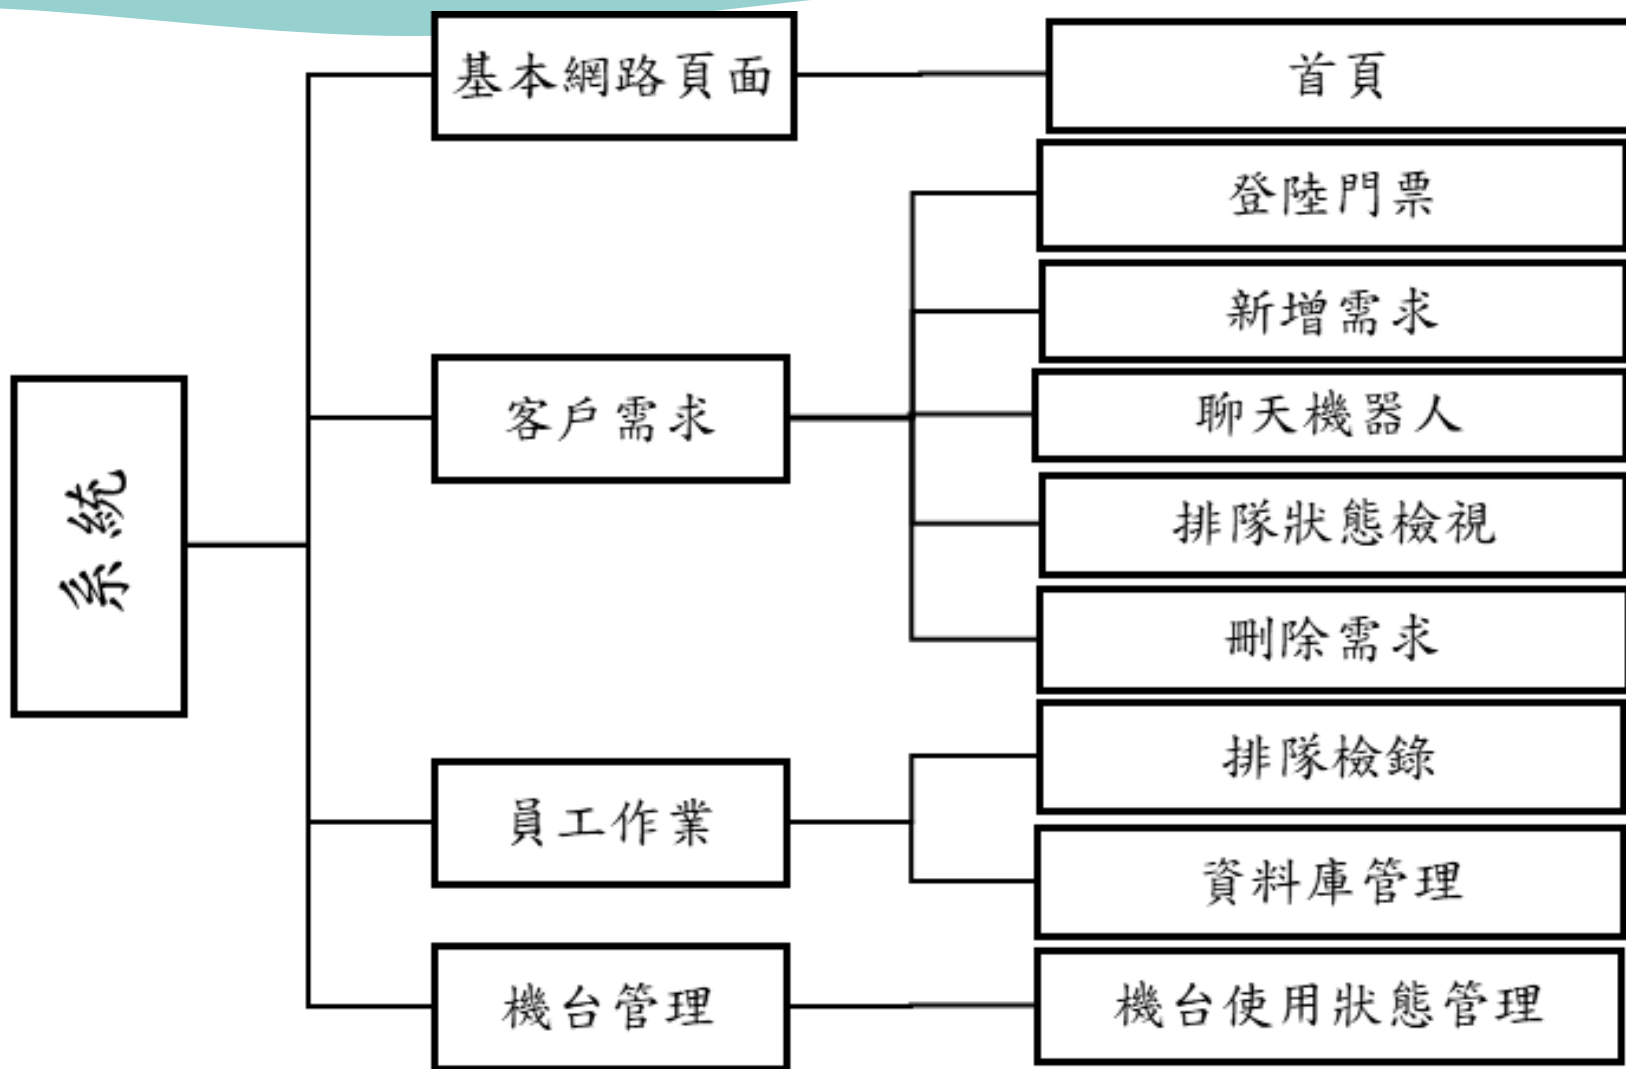 系統
基本網路頁面
首頁
客戶需求
登陸門票
新增需求
聊天機器人
排隊狀態檢視
刪除需求
員工作業
排隊檢錄
資料庫管理
機台管理
機台使用狀態管理